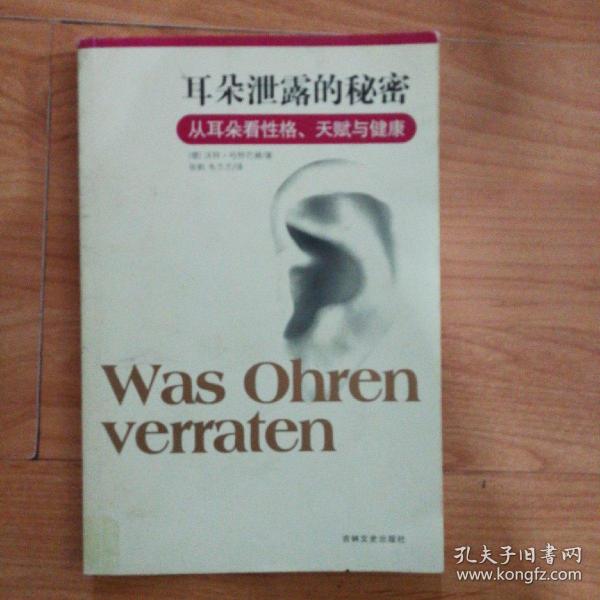 耳朵泄露的秘密
从耳朵看性格、天赋与健康
Was Ohren
verraten
吉林文史出版社
孔夫子旧书网
www.kongfz.com